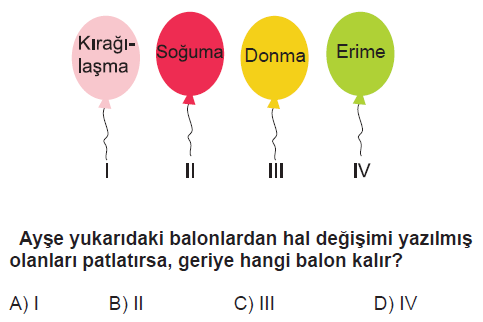 Kırağı-
laşma
Soğuma
Donma
Erime
I
II
III
IV
Ayşe yukarıdaki balonlardan hal değişimi yazılmış
olanları patlatırsa, geriye hangi balon kalır?
A) I B) II C) III D) IV